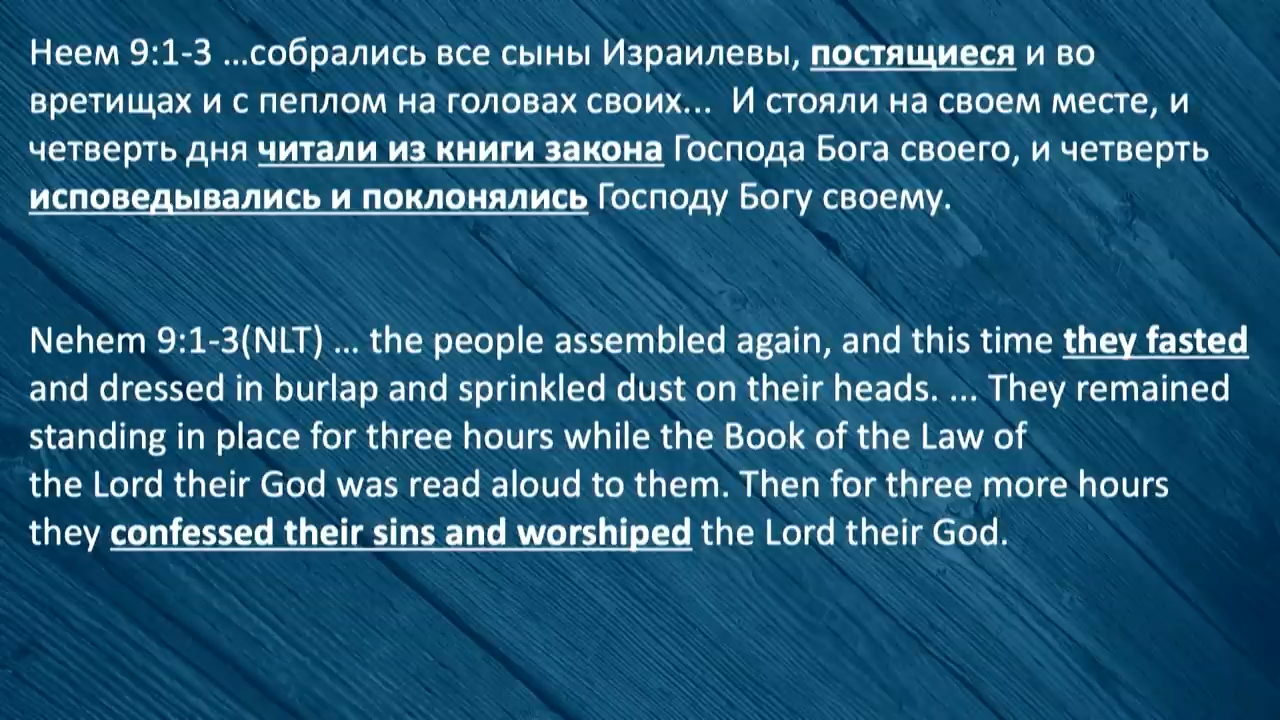 Неем 9:1-3 ...собрались все сыны Израилевы, постящиеся и во
вретищах и с пеплом на головах своих... И стояли на своем месте, и
четверть дня читали из книги закона Господа Бога своего, и четверть
исповедывались и поклонялись Господу Богу своему.
Nehem 9:1-3(NLT) ... the people assembled again, and this time they fasted
and dressed in burlap and sprinkled dust on their heads. ... They remained
standing in place for three hours while the Book of the Law of
the Lord their God was read aloud to them. Then for three more hours
they confessed their sins and worshiped the Lord their God.